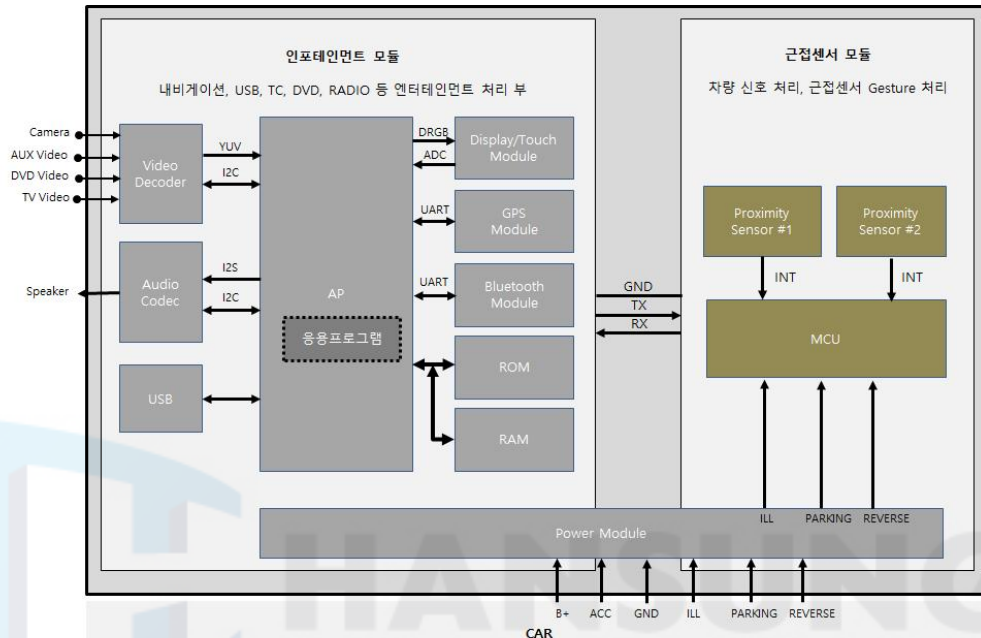 인포테인먼트 모듈
내비게이션, USB, TC, DVD, RADIO 등 엔터테인먼트 처리 부
근접센서 모듈
차량 신호 처리, 근접센서 Gesture 처리
Camera
AUX Video
DVD Video
TV Video
Video
Decoder
YUV
I2C
DRGB
ADC
Display/Touch
Module
UART
GPS
Module
Proximity
Sensor #1
Proximity
Sensor #2
INT
INT
Speaker
Audio
Codec
I2S
I2C
AP
응용프로그램
UART
Bluetooth
Module
GND
TX
RX
MCU
USB
ROM
RAM
ILL
PARKING
REVERSE
Power Module
HANSUNG
B+
ACC
GND
ILL
PARKING
REVERSE
CAR